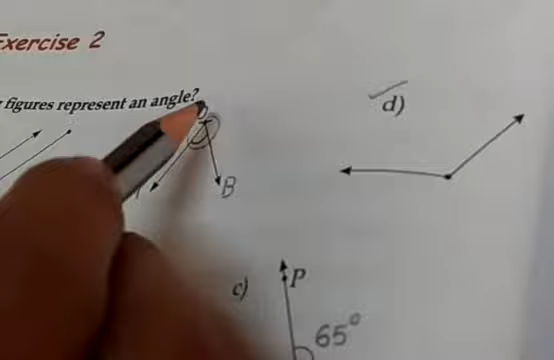 Exercise 2
figures represent an angle?
d)
B
c)
P
65°